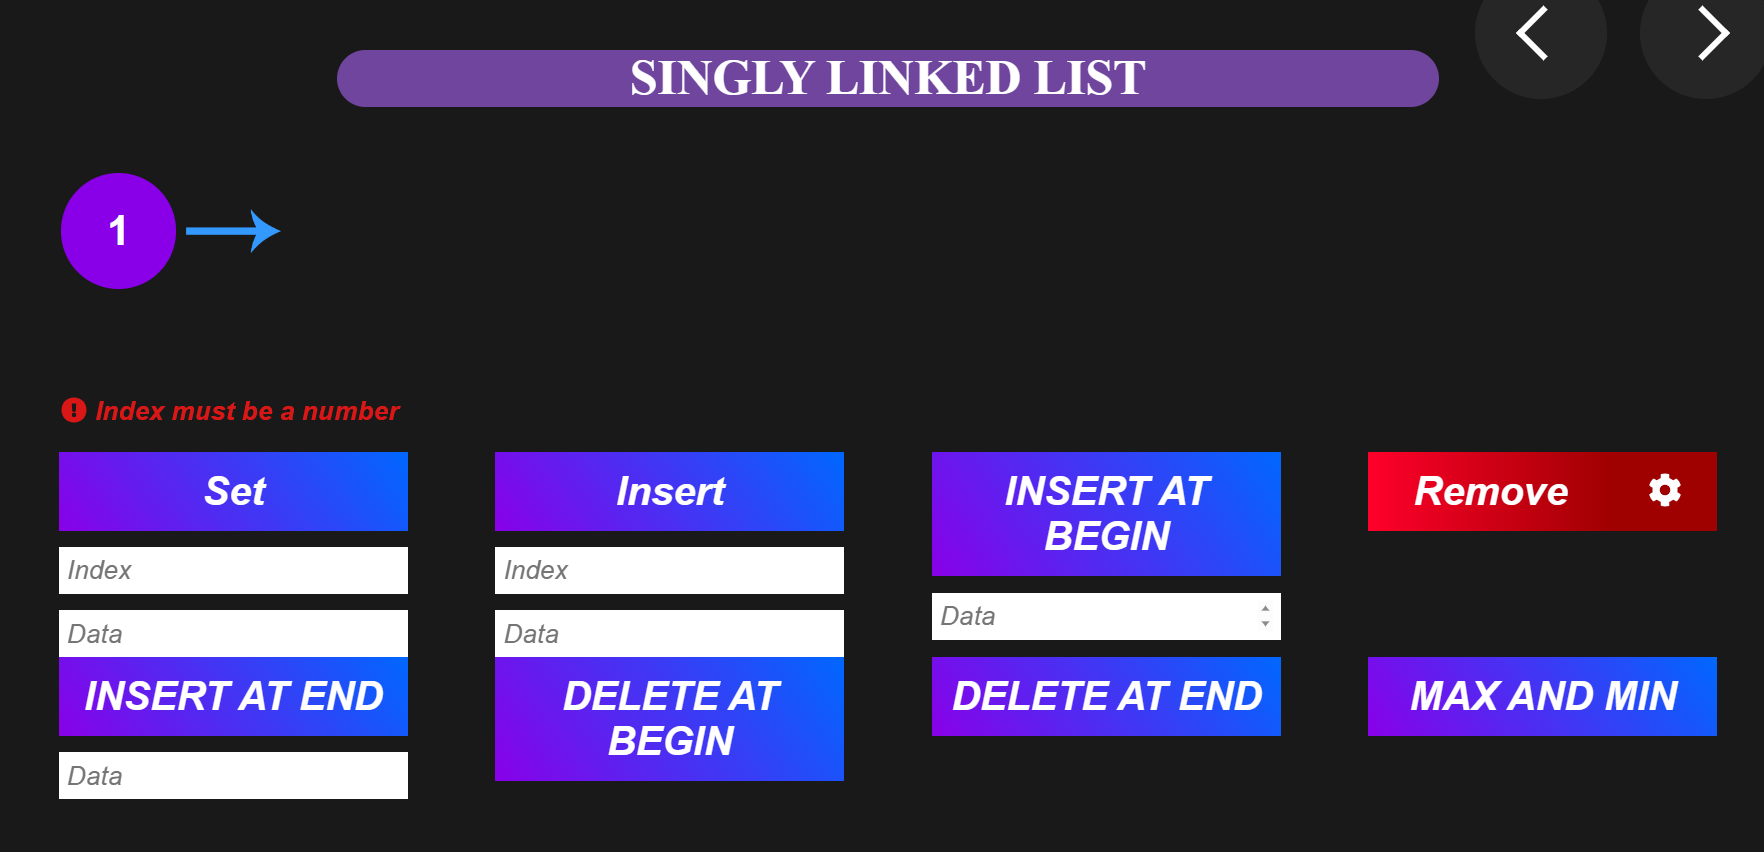 SINGLY LINKED LIST
1
Index must be a number
Set
Insert
INSERT AT
BEGIN
Remove
Index
Index
Data
Data
Data
INSERT AT END
DELETE AT
BEGIN
DELETE AT END
MAX AND MIN
Data